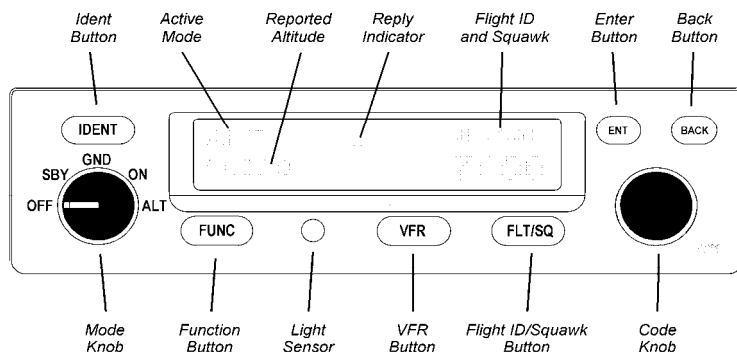 Ident Button
Active Mode
Reported Altitude
Reply Indicator
Flight ID and Squawk
Enter Button
Back Button
IDENT
ENT
BACK
GND
SBY
ON
OFF
ALT
FUNC
VFR
FLT/SQ
Mode Knob
Function Button
Light Sensor
VFR Button
Flight ID/Squawk Button
Code Knob